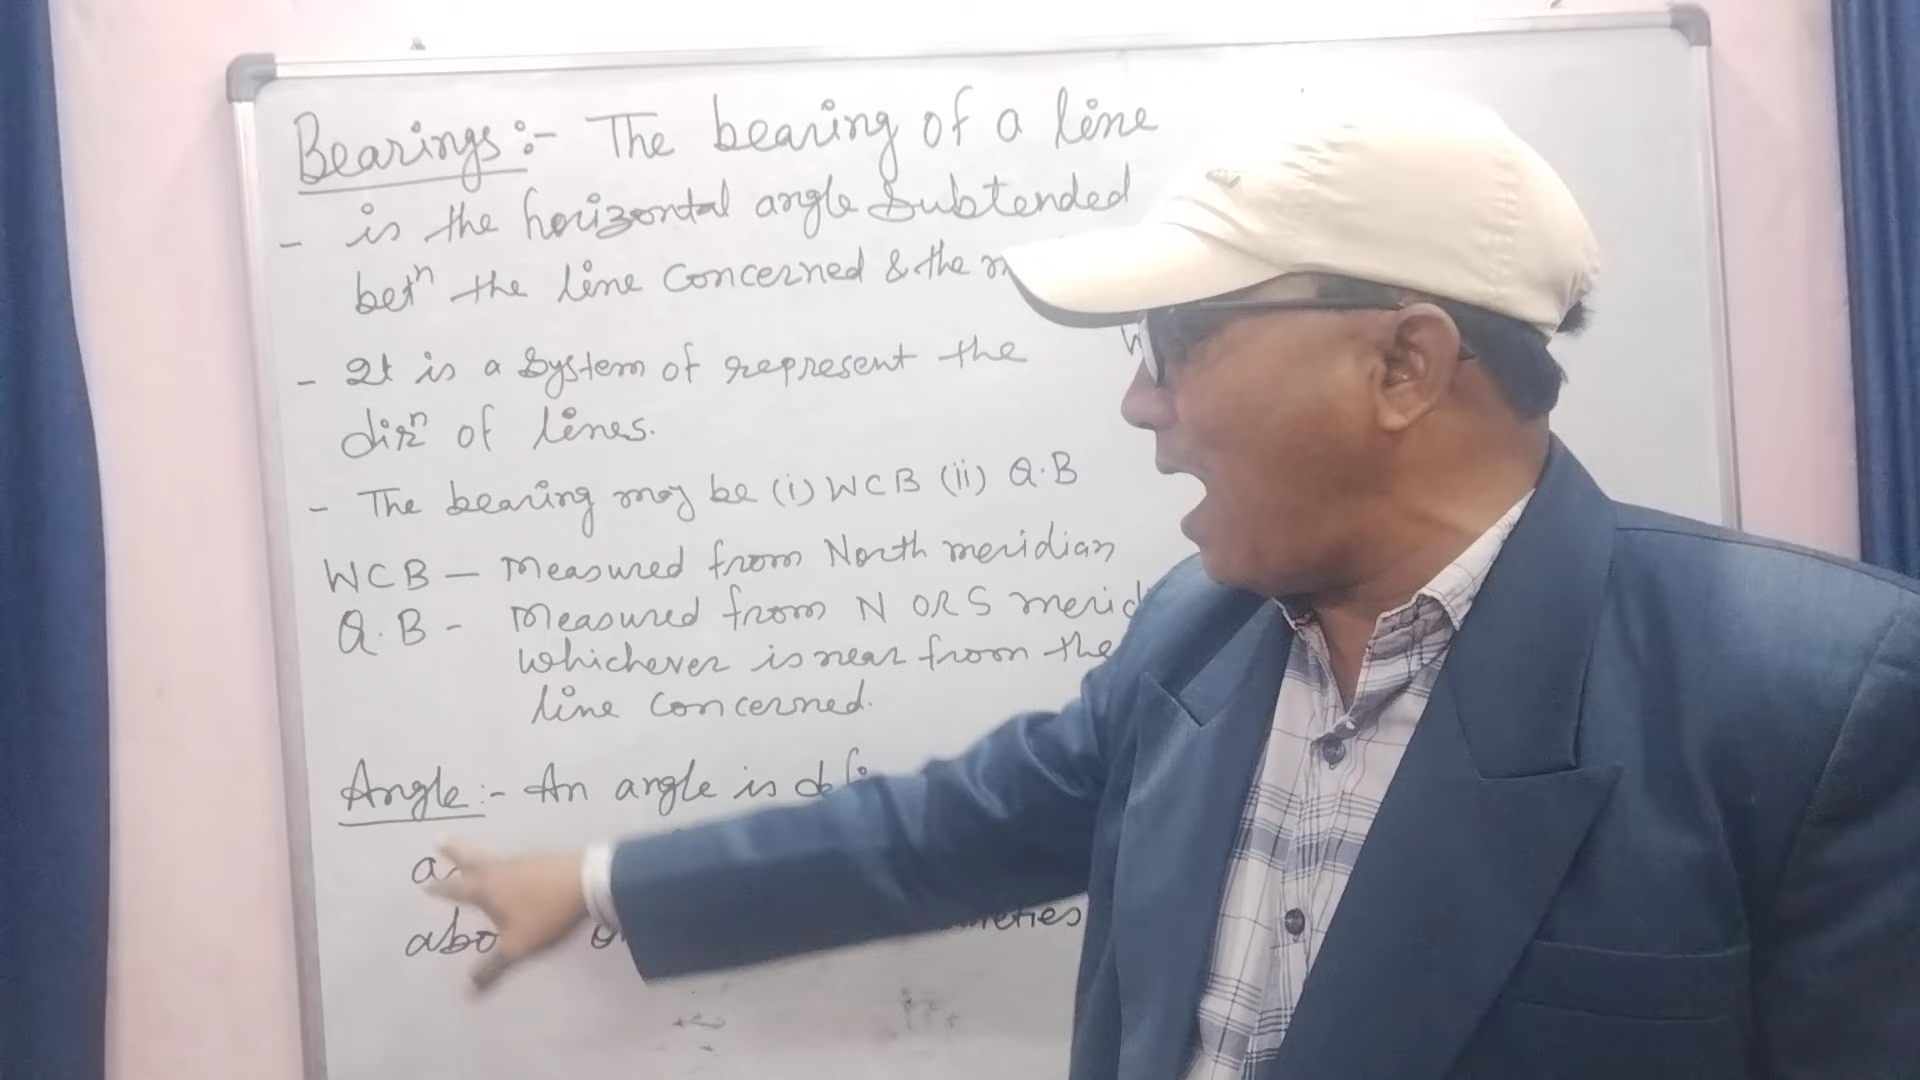 Bearings :- The bearing of a line
- is the horizontal angle subtended
betn the line concerned & the
- It is a system of represent the
dirn of lines.
- The bearing may be (i) WCB (ii) Q.B
WCB - Measured from North meridian
Q.B - Measured from N OR S merid
whichever is near from the
line concerned.
Angle :- An angle is